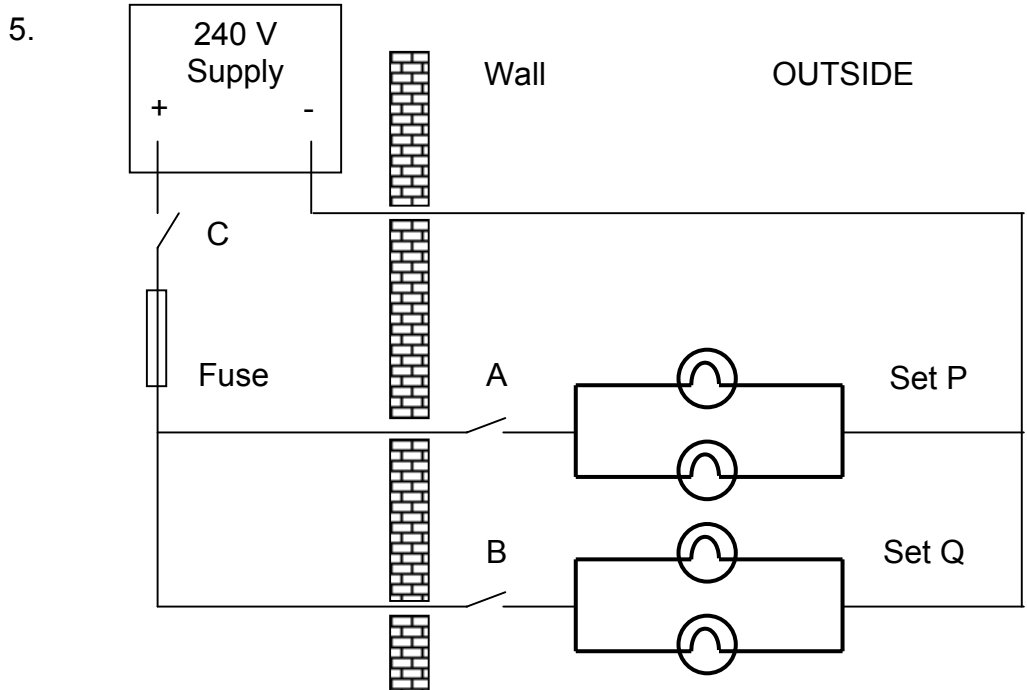 5.
240 V
Supply
+ -
Wall
OUTSIDE
C
Fuse
A
Set P
B
Set Q